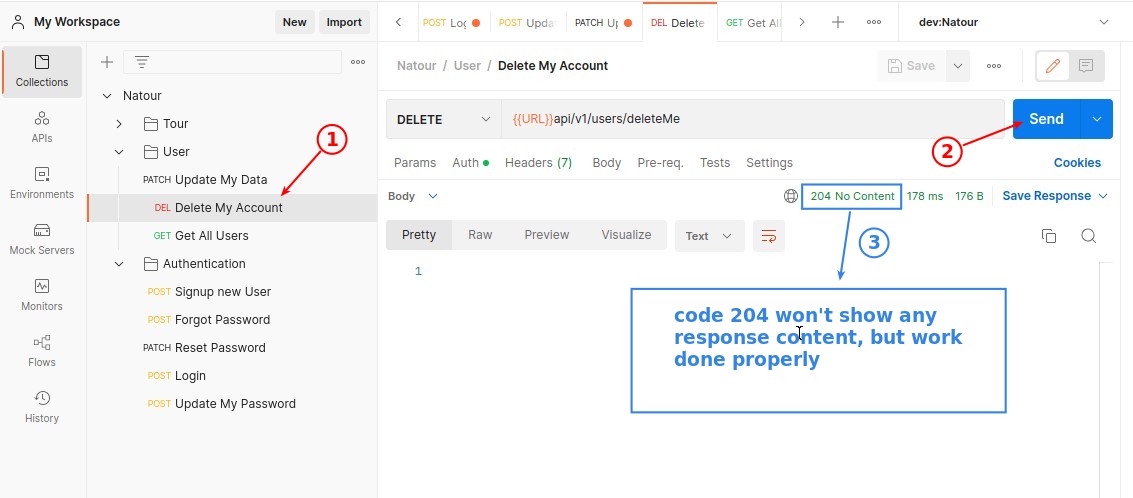 My Workspace
New
Import
POST Log
POST Upda
PATCH Up
DEL Delete
GET Get Al
dev:Natour
Collections
APIs
Environments
Mock Servers
Monitors
Flows
History
Natour
Tour
User
PATCH Update My Data
DEL Delete My Account
GET Get All Users
Authentication
POST Signup new User
POST Forgot Password
PATCH Reset Password
POST Login
POST Update My Password
1
Natour / User / Delete My Account
Save
DELETE
{{URL}}api/v1/users/deleteMe
Send
2
Params Auth Headers (7) Body Pre-req. Tests Settings Cookies
Body
204 No Content 178 ms 176 B Save Response
Pretty Raw Preview Visualize Text
3
1
code 204 won't show any
response content, but work
done properly